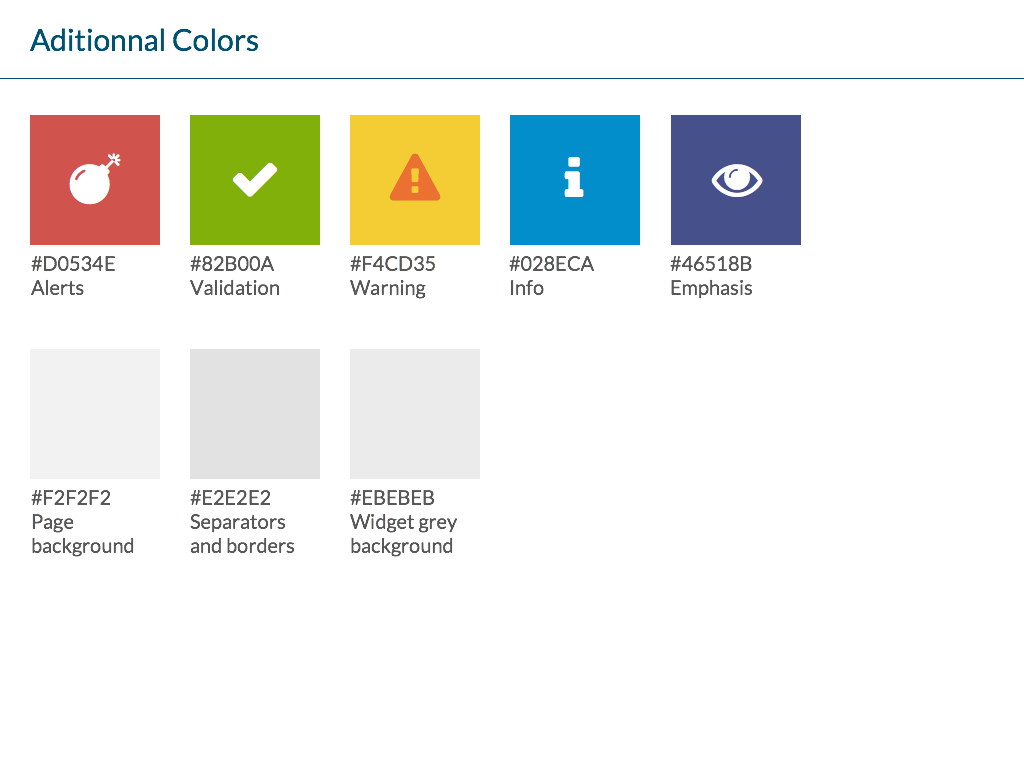 Aditionnal Colors
#D0534E
Alerts
#82B00A
Validation
#F4CD35
Warning
#028ECA
Info
#46518B
Emphasis
#F2F2F2
Page
background
#E2E2E2
Separators
and borders
#EBEBEB
Widget grey
background